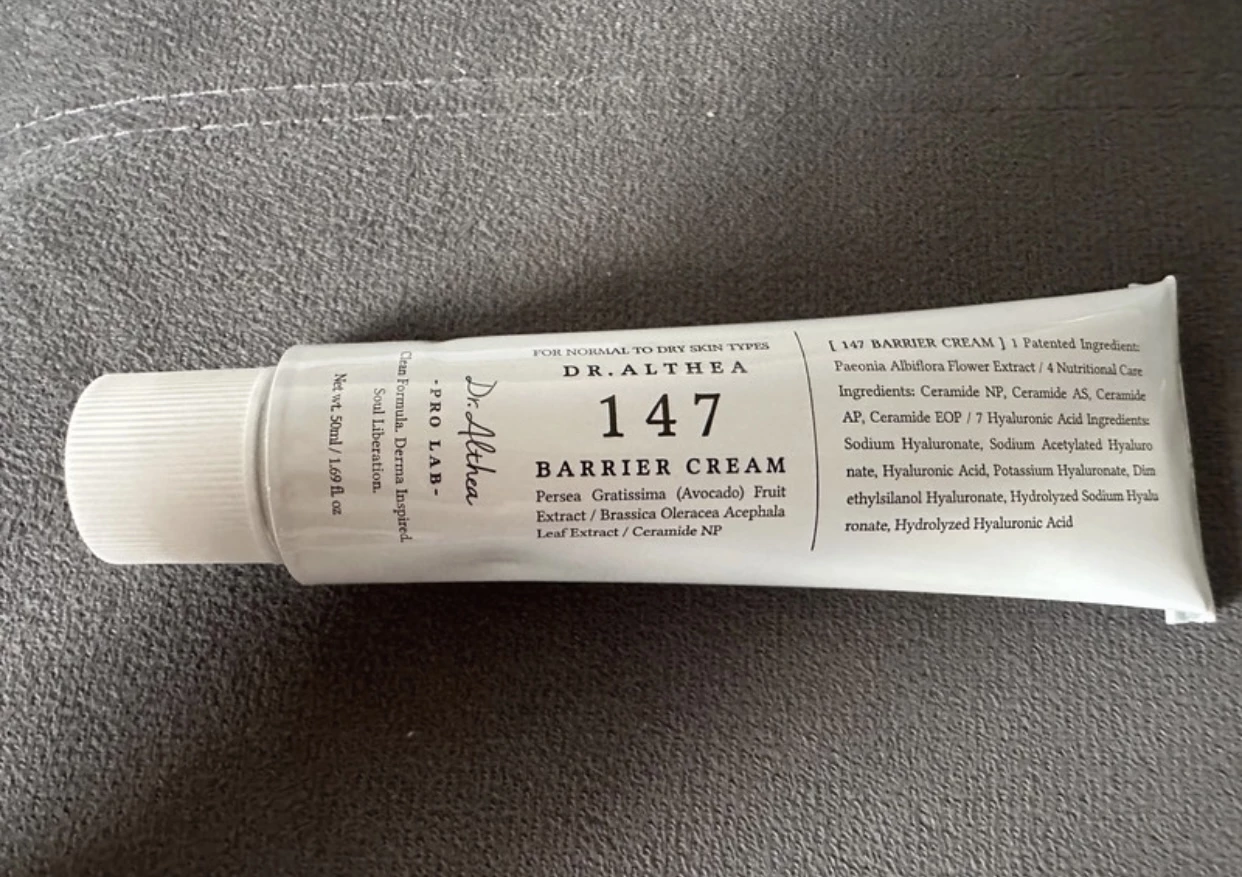 FOR NORMAL TO DRY SKIN TYPES
DR.ALTHEA
147
BARRIER CREAM
Persea Gratissima (Avocado) Fruit
Extract / Brassica Oleracea Acephala
Leaf Extract / Ceramide NP
[ 147 BARRIER CREAM ] 1 Patented Ingredient:
Paeonia Albiflora Flower Extract / 4 Nutritional Care
Ingredients: Ceramide NP, Ceramide AS, Ceramide
AP, Ceramide EOP / 7 Hyaluronic Acid Ingredients:
Sodium Hyaluronate, Sodium Acetylated Hyaluro
nate, Hyaluronic Acid, Potassium Hyaluronate, Dim
ethylsilanol Hyaluronate, Hydrolyzed Sodium Hyalu
ronate, Hydrolyzed Hyaluronic Acid
Dr. Althea
-PRO LAB-
Clean Formula. Derma Inspired.
Soul Liberation.
Net wt. 50ml / 1.69 fl. oz